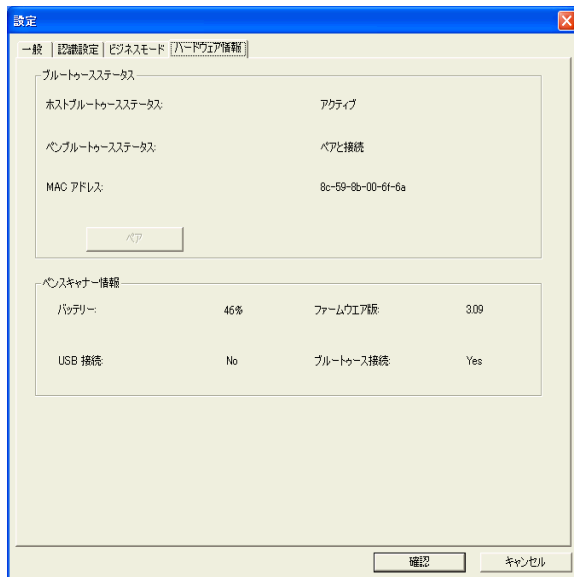 設定
一般 認識設定 ビジネスモード ハードウェア情報
ブルートゥースステータス
ホストブルートゥースステータス: アクティブ
ペンブルートゥースステータス: ペアと接続
MAC アドレス: 8c-59-8b-00-6f-6a
ペア
ペンスキャナー情報
バッテリー: 46% ファームウエア版: 3.09
USB 接続: No ブルートゥース接続: Yes
確認 キャンセル